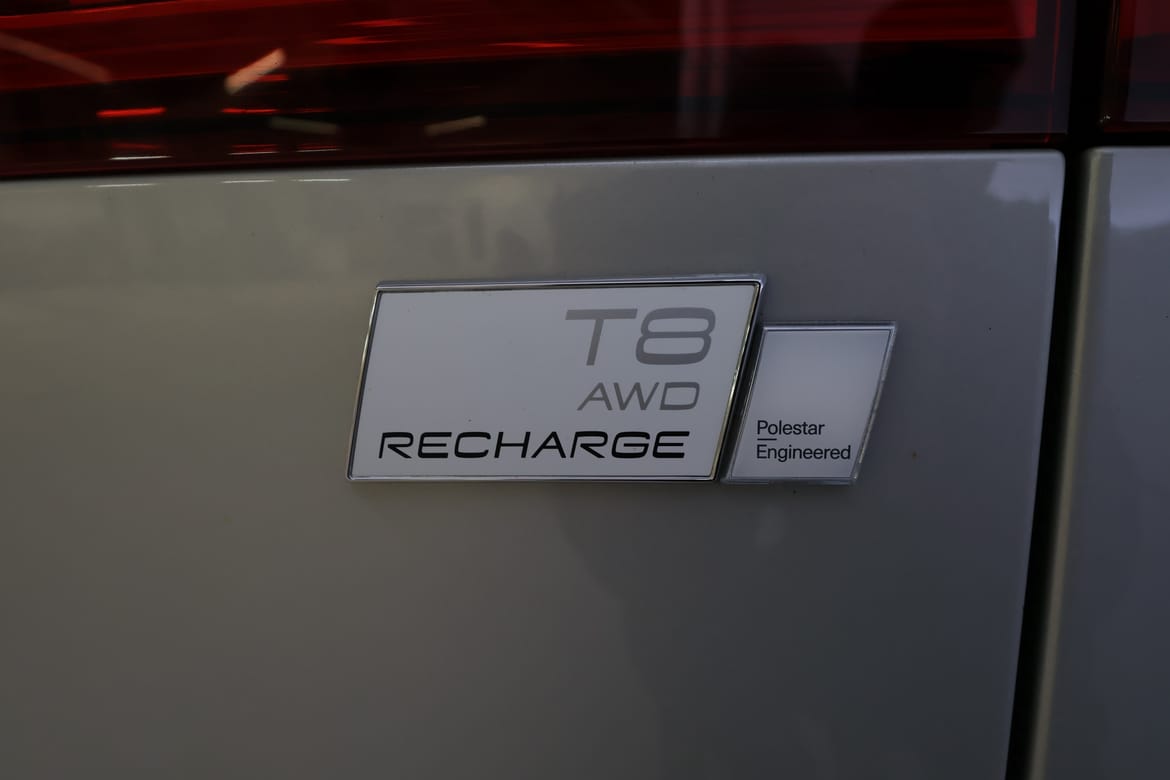 T8
AWD
RECHARGE
Polestar
Engineered